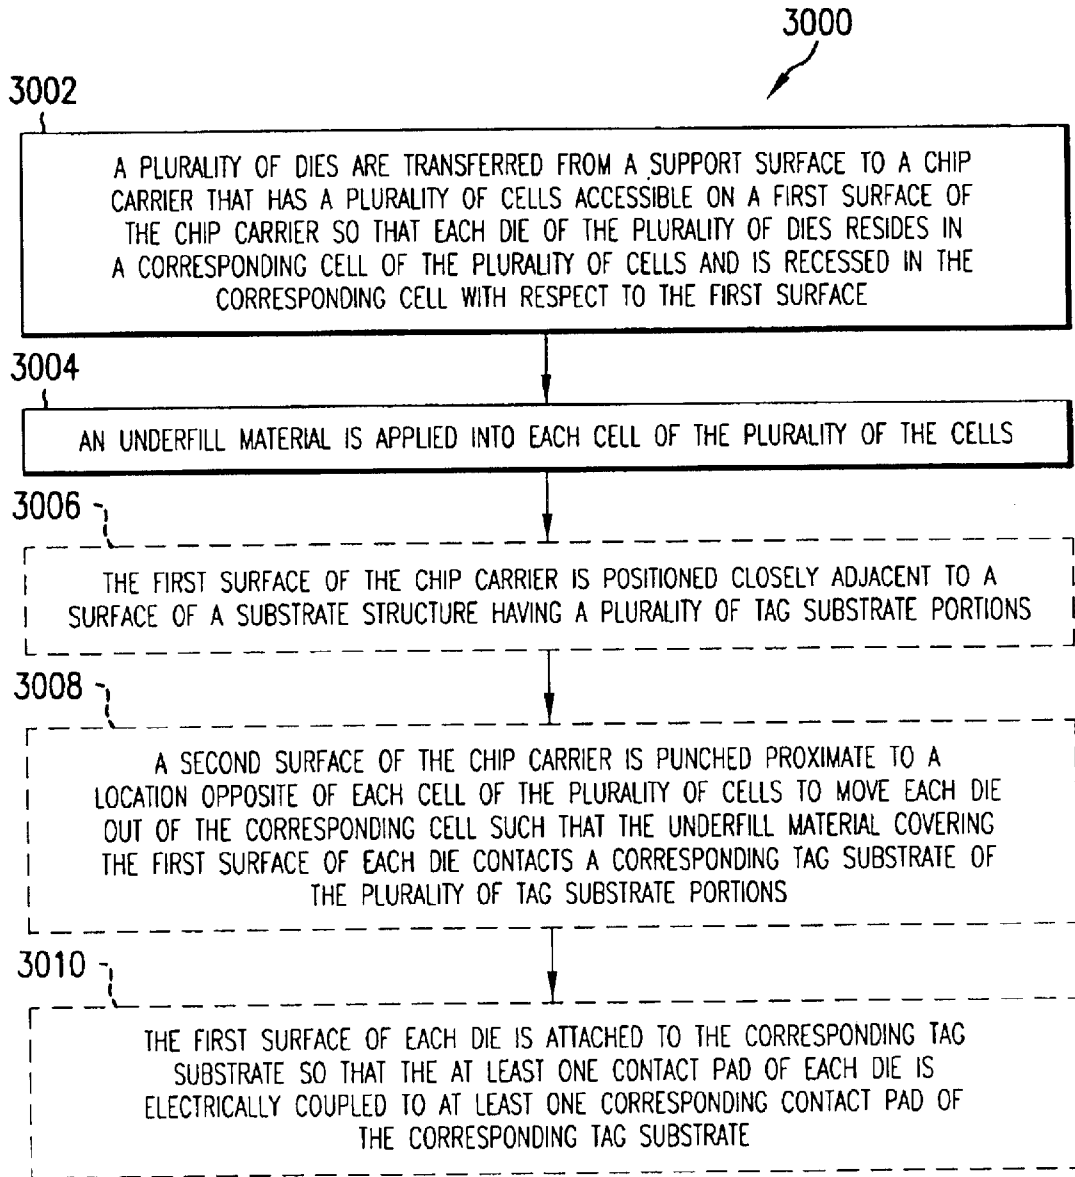 3000
3002
A PLURALITY OF DIES ARE TRANSFERRED FROM A SUPPORT SURFACE TO A CHIP
CARRIER THAT HAS A PLURALITY OF CELLS ACCESSIBLE ON A FIRST SURFACE OF
THE CHIP CARRIER SO THAT EACH DIE OF THE PLURALITY OF DIES RESIDES IN
A CORRESPONDING CELL OF THE PLURALITY OF CELLS AND IS RECESSED IN THE
CORRESPONDING CELL WITH RESPECT TO THE FIRST SURFACE
3004
AN UNDERFILL MATERIAL IS APPLIED INTO EACH CELL OF THE PLURALITY OF THE CELLS
3006
THE FIRST SURFACE OF THE CHIP CARRIER IS POSITIONED CLOSELY ADJACENT TO A
SURFACE OF A SUBSTRATE STRUCTURE HAVING A PLURALITY OF TAG SUBSTRATE PORTIONS
3008
A SECOND SURFACE OF THE CHIP CARRIER IS PUNCHED PROXIMATE TO A
LOCATION OPPOSITE OF EACH CELL OF THE PLURALITY OF CELLS TO MOVE EACH DIE
OUT OF THE CORRESPONDING CELL SUCH THAT THE UNDERFILL MATERIAL COVERING
THE FIRST SURFACE OF EACH DIE CONTACTS A CORRESPONDING TAG SUBSTRATE OF
THE PLURALITY OF TAG SUBSTRATE PORTIONS
3010
THE FIRST SURFACE OF EACH DIE IS ATTACHED TO THE CORRESPONDING TAG
SUBSTRATE SO THAT THE AT LEAST ONE CONTACT PAD OF EACH DIE IS
ELECTRICALLY COUPLED TO AT LEAST ONE CORRESPONDING CONTACT PAD OF
THE CORRESPONDING TAG SUBSTRATE